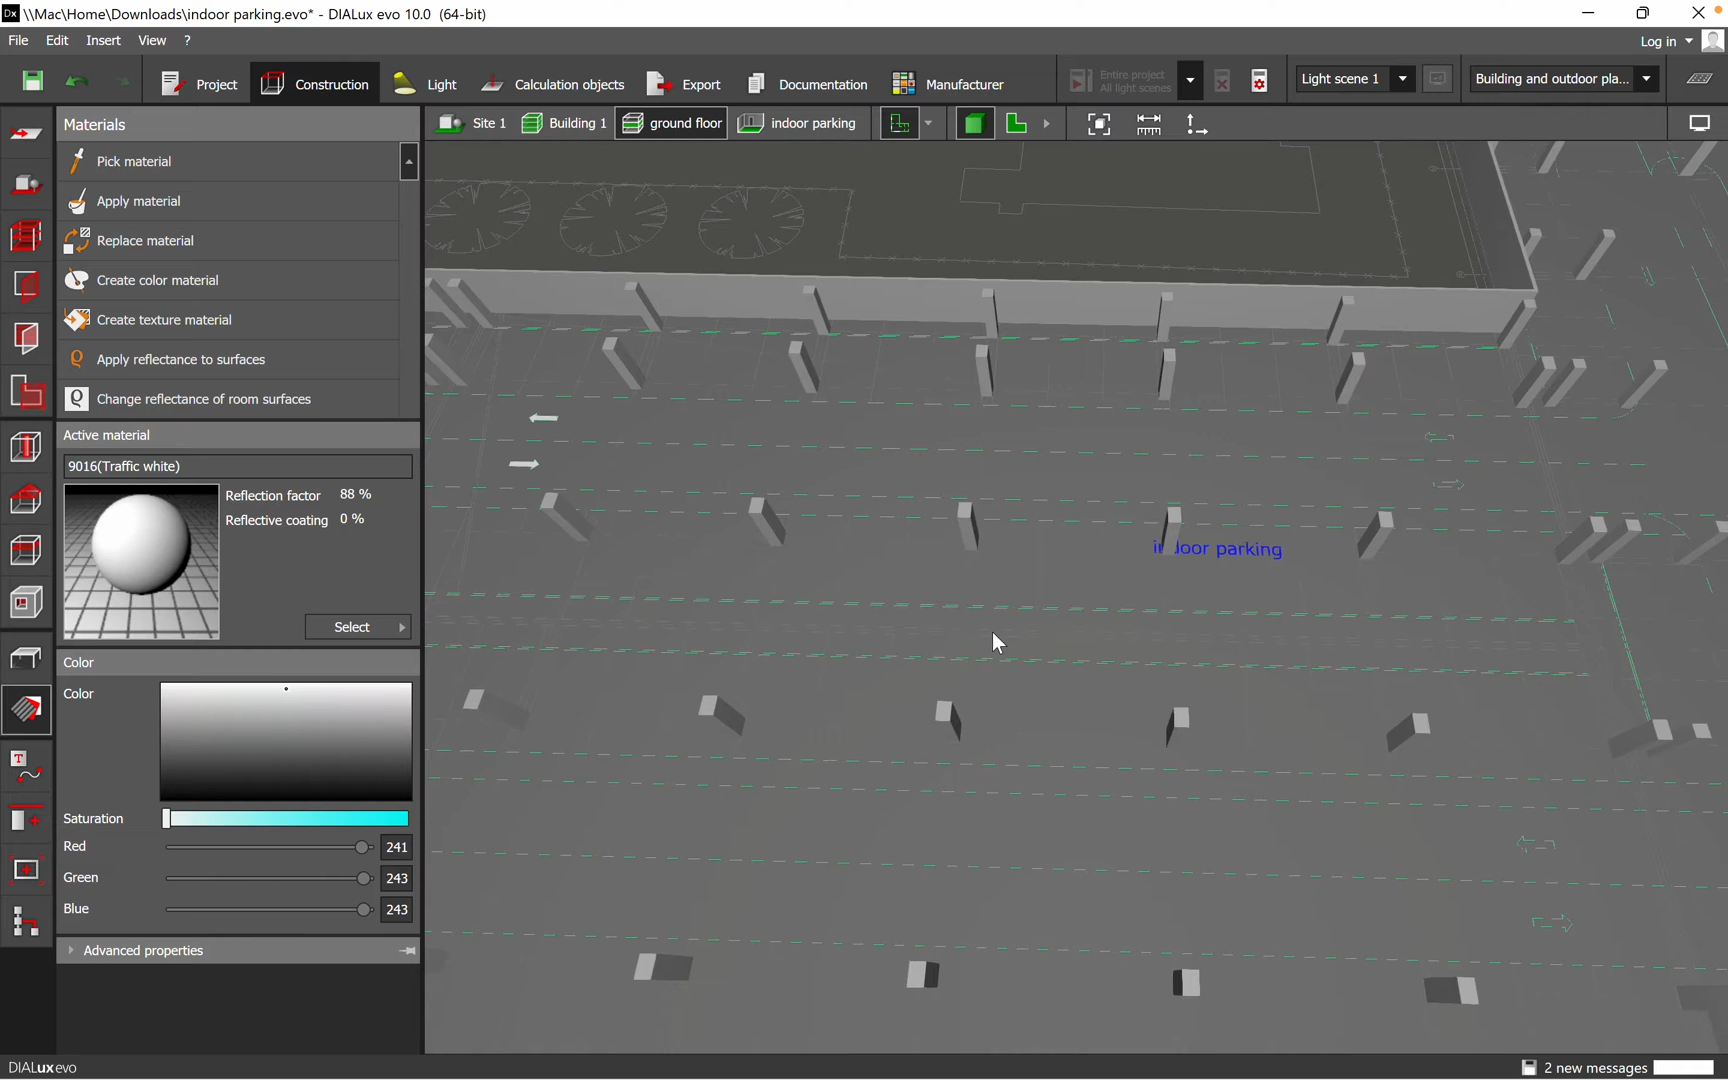 Dx \\Mac\Home\Downloads\indoor parking.evo* - DIALux evo 10.0 (64-bit)
File Edit Insert View ?
Log in
Project Construction Light Calculation objects Export Documentation Manufacturer
Entire project
All light scenes
Light scene 1
Building and outdoor pla...
Materials
Site 1 Building 1 ground floor indoor parking
Pick material
Apply material
Replace material
Create color material
Create texture material
Apply reflectance to surfaces
Change reflectance of room surfaces
Active material
9016(Traffic white)
Reflection factor 88 %
Reflective coating 0 %
Select
Color
Color
Saturation
Red 241
Green 243
Blue 243
Advanced properties
indoor parking
DIALux evo
2 new messages